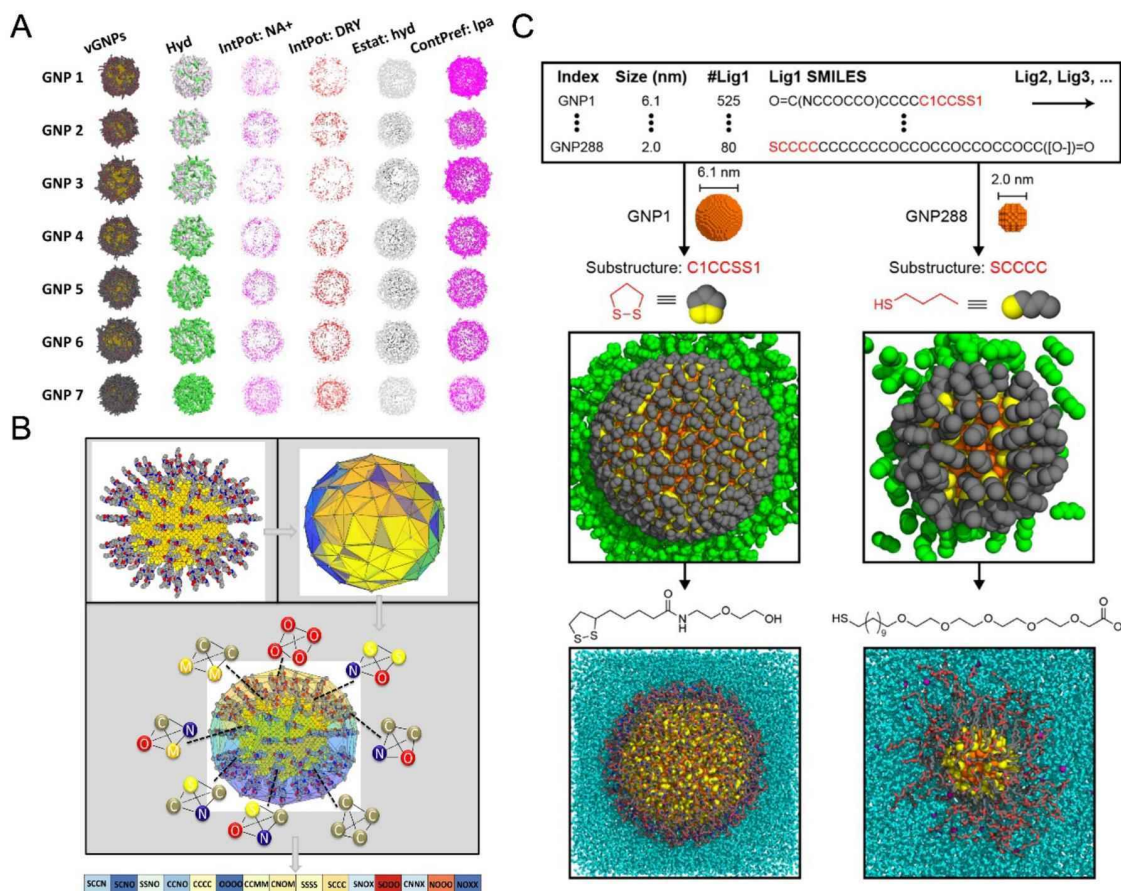 A
vGNPs Hyd IntPot: NA+ IntPot: DRY Estat: hyd ContPref: lpa
GNP 1
GNP 2
GNP 3
GNP 4
GNP 5
GNP 6
GNP 7
B
O O
C C O O S S
M M N O
C N C C
O M N O
S C S C C C
C N O N C C
SCCN SCNO SSNO CCNO CCCC OOOO CCMM CNOM SSSS SCCC SNOX SOOO CNNX NOOO NOXX
C
Index Size (nm) #Lig1 Lig1 SMILES Lig2, Lig3, ...
GNP1 6.1 525 O=C(NCCOCCO)CCCCC1CCSS1
GNP288 2.0 80 SCCCCCCCCCCCOCCOCCOCCOCCOCC([O-])=O
6.1 nm 2.0 nm
GNP1 GNP288
Substructure: C1CCSS1 Substructure: SCCCC
S-S HS
O HS O O O O O O
S-S N H O OH ( )9 O